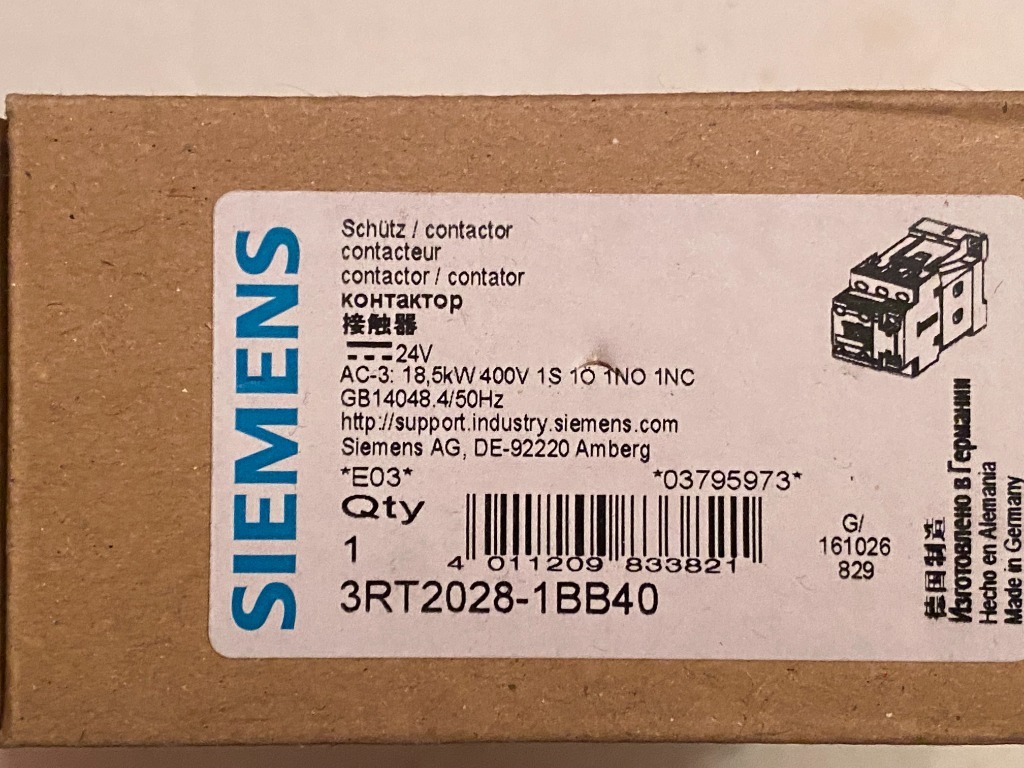 SIEMENS
Schütz / contactor
contacteur
contactor / contator
контактор
接触器
24V
AC-3: 18,5kW 400V 1S 1Ö 1NO 1NC
GB14048.4/50Hz
http://support.industry.siemens.com
Siemens AG, DE-92220 Amberg
*E03* *03795973*
Qty
1
4 011209 833821
3RT2028-1BB40
G/
161026
829
德国制造
Изготовлено в Германии
Hecho en Alemania
Made in Germany